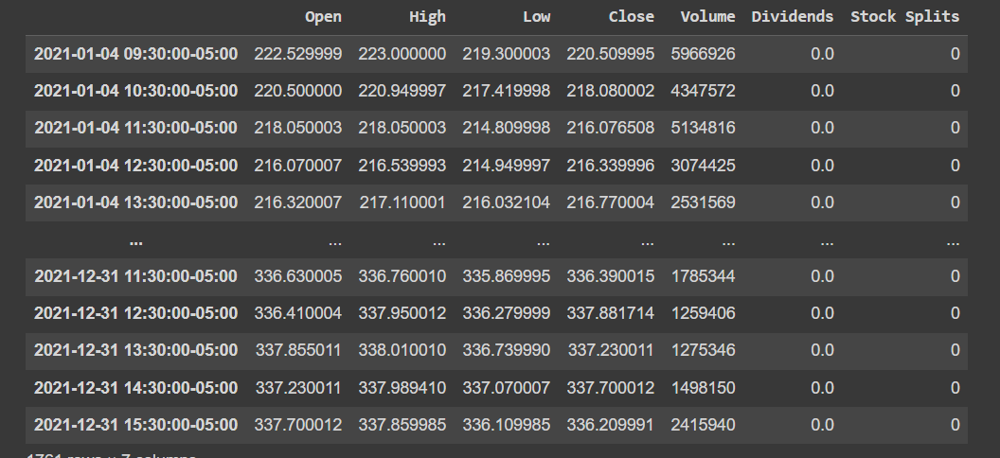 Open High Low Close Volume Dividends Stock Splits
2021-01-04 09:30:00-05:00 222.529999 223.000000 219.300003 220.509995 5966926 0.0 0
2021-01-04 10:30:00-05:00 220.500000 220.949997 217.419998 218.080002 4347572 0.0 0
2021-01-04 11:30:00-05:00 218.050003 218.050003 214.809998 216.076508 5134816 0.0 0
2021-01-04 12:30:00-05:00 216.070007 216.539993 214.949997 216.339996 3074425 0.0 0
2021-01-04 13:30:00-05:00 216.320007 217.110001 216.032104 216.770004 2531569 0.0 0
... ... ... ... ... ... ... ...
2021-12-31 11:30:00-05:00 336.630005 336.760010 335.869995 336.390015 1785344 0.0 0
2021-12-31 12:30:00-05:00 336.410004 337.950012 336.279999 337.881714 1259406 0.0 0
2021-12-31 13:30:00-05:00 337.855011 338.010010 336.739990 337.230011 1275346 0.0 0
2021-12-31 14:30:00-05:00 337.230011 337.989410 337.070007 337.700012 1498150 0.0 0
2021-12-31 15:30:00-05:00 337.700012 337.859985 336.109985 336.209991 2415940 0.0 0
1761 rows × 7 columns